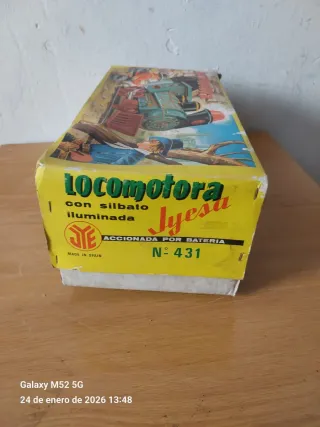 Locomotora
con silbato
iluminada
Jyesa
JYE
ACCIONADA POR BATERIA
MADE IN SPAIN
Nº 431
Galaxy M52 5G
24 de enero de 2026 13:48